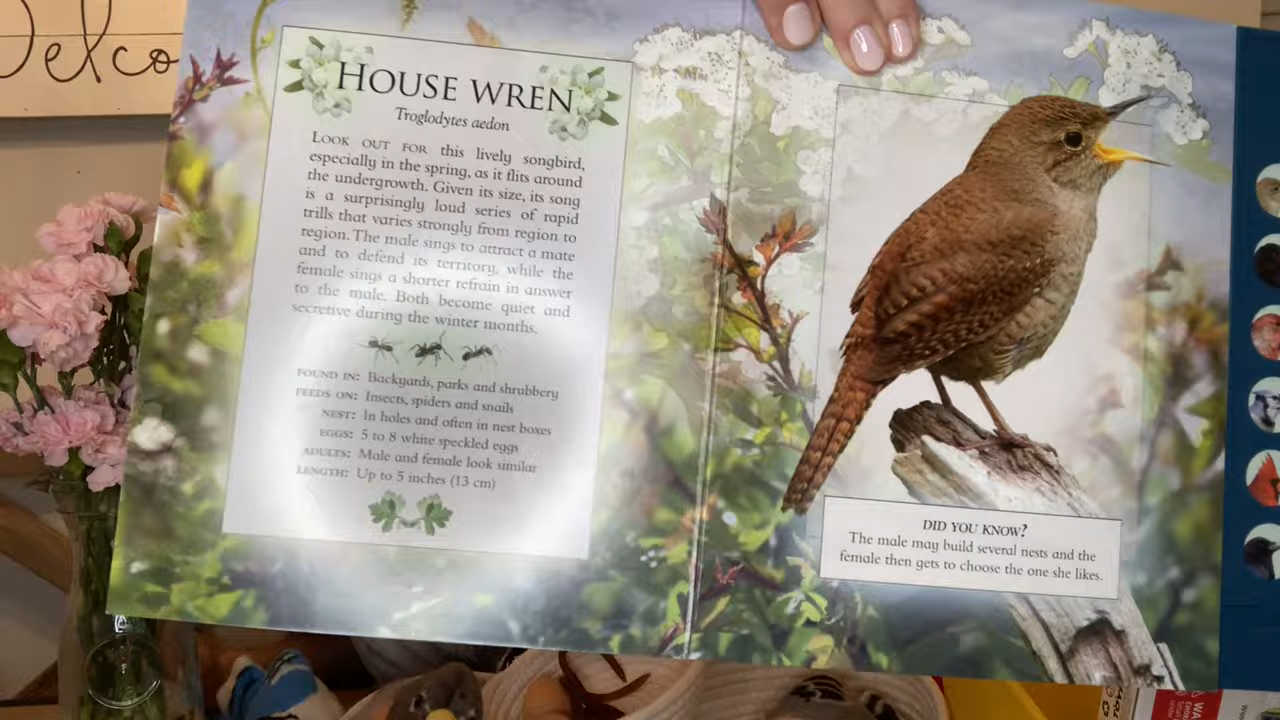 Welco
HOUSE WREN
Troglodytes aedon
LOOK OUT FOR this lively songbird,
especially in the spring, as it flits around
the undergrowth. Given its size, its song
is a surprisingly loud series of rapid
trills that varies strongly from region to
region. The male sings to attract a mate
and to defend its territory, while the
female sings a shorter refrain in answer
to the male. Both become quiet and
secretive during the winter months.
FOUND IN: Backyards, parks and shrubbery
FEEDS ON: Insects, spiders and snails
NEST: In holes and often in nest boxes
EGGS: 5 to 8 white speckled eggs
ADULTS: Male and female look similar
LENGTH: Up to 5 inches (13 cm)
DID YOU KNOW?
The male may build several nests and the
female then gets to choose the one she likes.